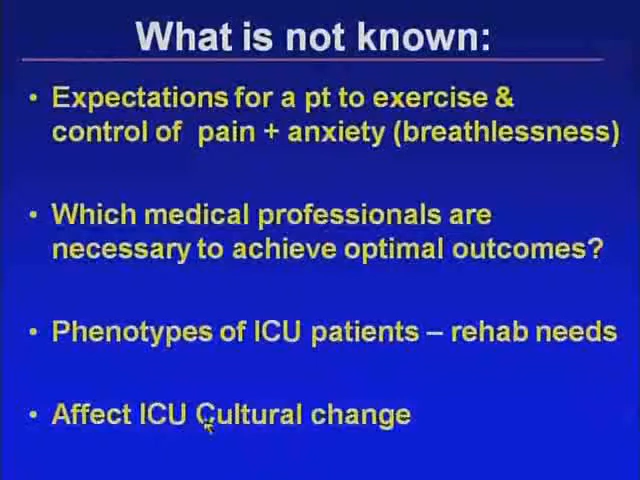 What is not known:
• Expectations for a pt to exercise &
control of pain + anxiety (breathlessness)
• Which medical professionals are
necessary to achieve optimal outcomes?
• Phenotypes of ICU patients – rehab needs
• Affect ICU Cultural change